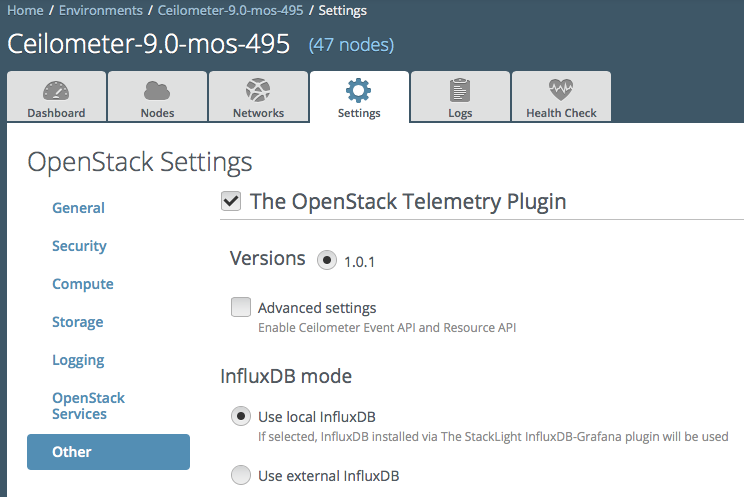 Home / Environments / Ceilometer-9.0-mos-495 / Settings
Ceilometer-9.0-mos-495 (47 nodes)
Dashboard Nodes Networks Settings Logs Health Check
OpenStack Settings
General
Security
Compute
Storage
Logging
OpenStack
Services
Other
The OpenStack Telemetry Plugin
Versions 1.0.1
Advanced settings
Enable Ceilometer Event API and Resource API
InfluxDB mode
Use local InfluxDB
If selected, InfluxDB installed via The StackLight InfluxDB-Grafana plugin will be used
Use external InfluxDB